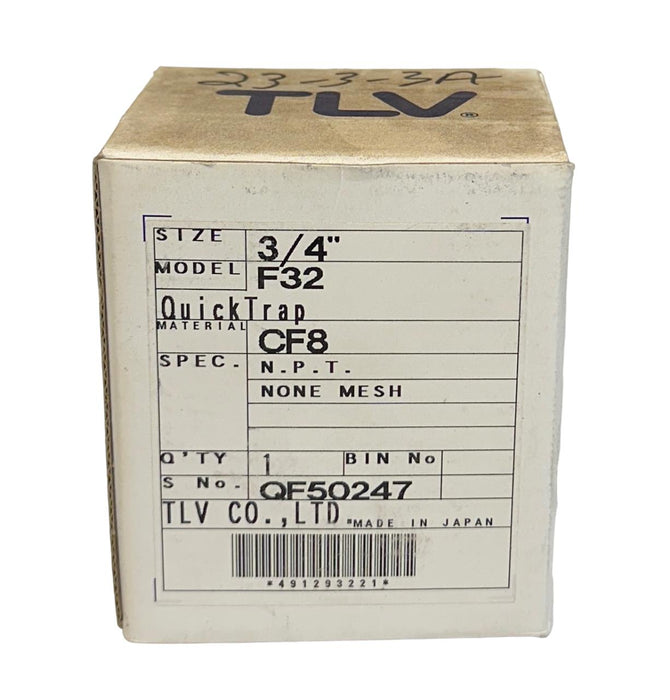 23-3-3A
TLV®
SIZE 3/4"
MODEL F32
QuickTrap
MATERIAL CF8
SPEC. N.P.T.
NONE MESH
Q'TY 1 BIN No
S No. QF50247
TLV CO.,LTD. MADE IN JAPAN
*491293221*